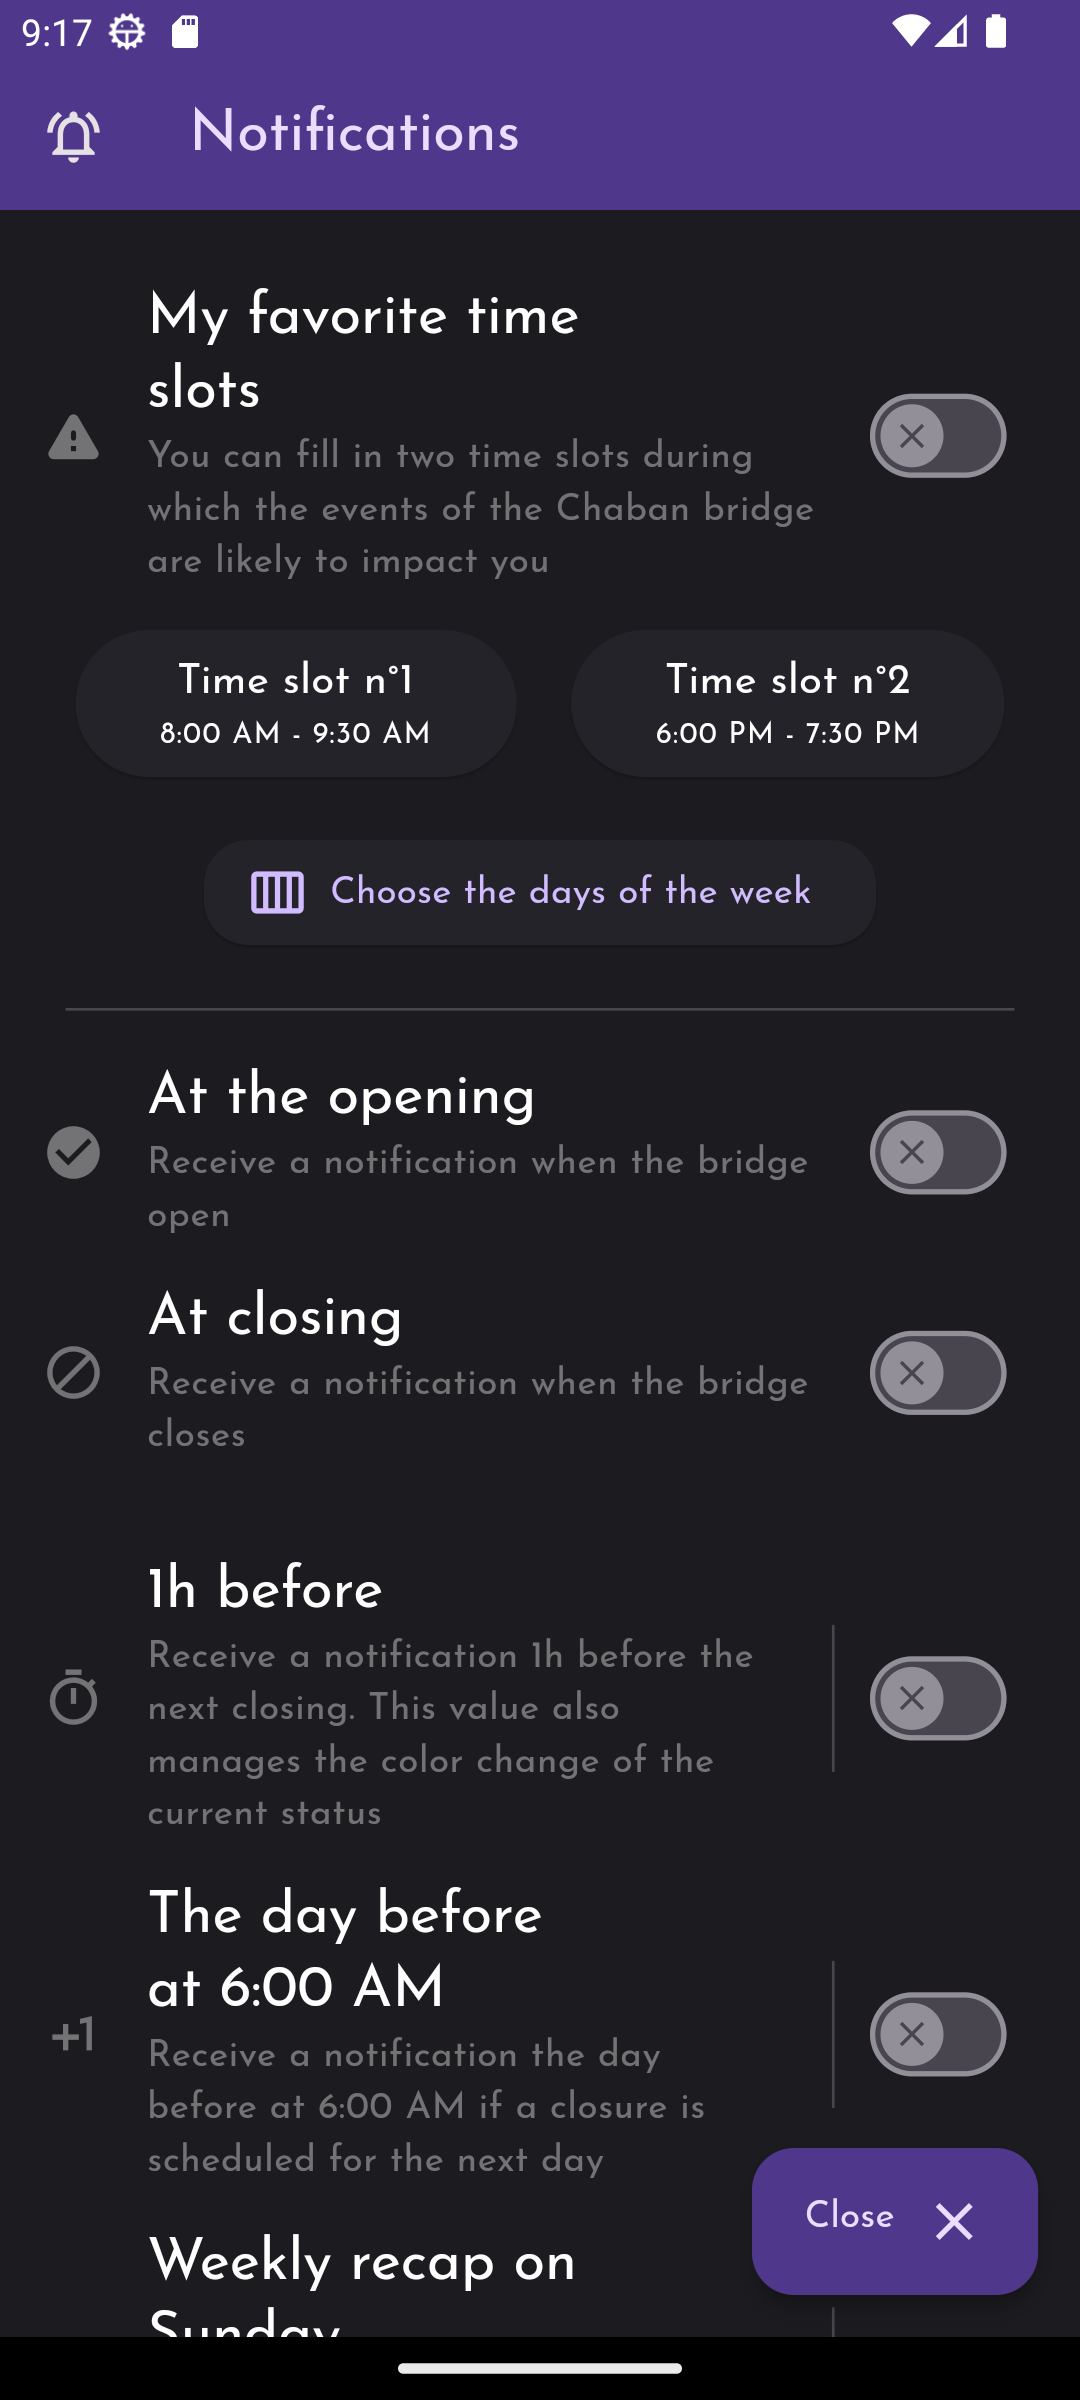 9:17
Notifications
My favorite time
slots
You can fill in two time slots during
which the events of the Chaban bridge
are likely to impact you
Time slot n°1
8:00 AM - 9:30 AM
Time slot n°2
6:00 PM - 7:30 PM
Choose the days of the week
At the opening
Receive a notification when the bridge
open
At closing
Receive a notification when the bridge
closes
1h before
Receive a notification 1h before the
next closing. This value also
manages the color change of the
current status
The day before
at 6:00 AM
+1
Receive a notification the day
before at 6:00 AM if a closure is
scheduled for the next day
Close
Weekly recap on
Sunday